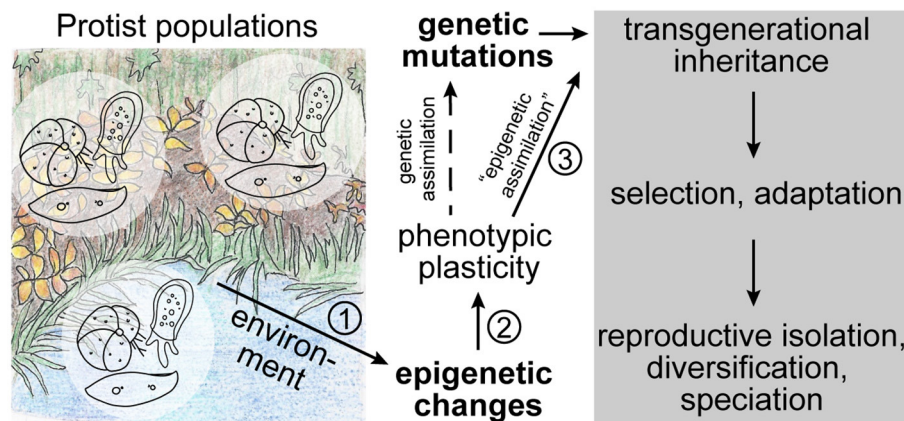 Protist populations
genetic
mutations
transgenerational
inheritance
genetic
assimilation
“epigenetic
assimilation”
③
selection, adaptation
phenotypic
plasticity
①
environ-
ment
②
epigenetic
changes
reproductive isolation,
diversification,
speciation